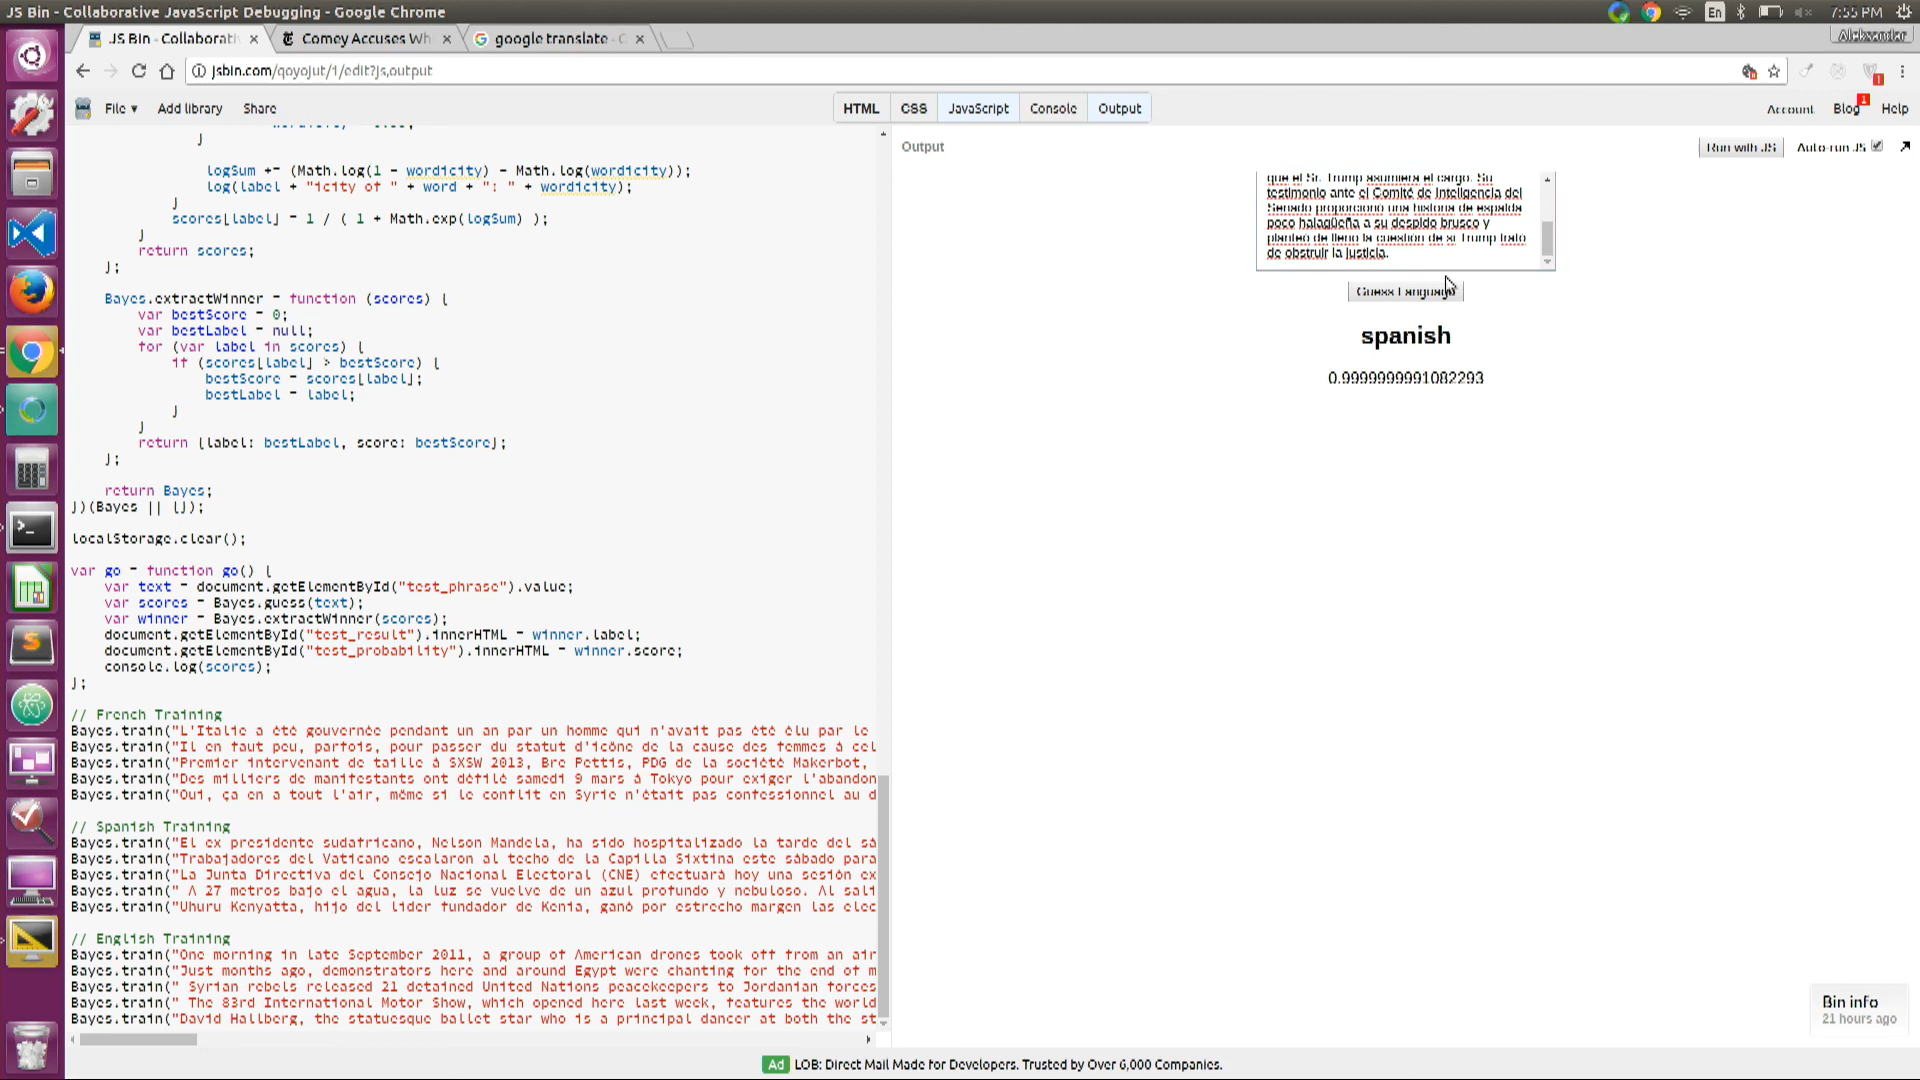 JS Bin - Collaborative JavaScript Debugging - Google Chrome
En
7:55 PM
JS Bin - Collaborati
Comey Accuses Wh
google translate - G
Aleksandar
jsbin.com/qoyojut/1/edit?js,output
File
Add library
Share
HTML
CSS
JavaScript
Console
Output
Account
Blog
1
Help
Output
Run with JS
Auto-run JS
}
logSum += (Math.log(1 - wordicity) - Math.log(wordicity));
log(label + "icity of " + word + ": " + wordicity);
}
scores[label] = 1 / ( 1 + Math.exp(logSum) );
}
return scores;
};
Bayes.extractWinner = function (scores) {
var bestScore = 0;
var bestLabel = null;
for (var label in scores) {
if (scores[label] > bestScore) {
bestScore = scores[label];
bestLabel = label;
}
}
return {label: bestLabel, score: bestScore};
};
return Bayes;
})(Bayes || {});
localStorage.clear();
var go = function go() {
var text = document.getElementById("test_phrase").value;
var scores = Bayes.guess(text);
var winner = Bayes.extractWinner(scores);
document.getElementById("test_result").innerHTML = winner.label;
document.getElementById("test_probability").innerHTML = winner.score;
console.log(scores);
};
// French Training
Bayes.train("L'Italie a été gouvernée pendant un an par un homme qui n'avait pas été élu par le
Bayes.train("Il en faut peu, parfois, pour passer du statut d'icône de la cause des femmes à cel
Bayes.train("Premier intervenant de taille à SXSW 2013, Bre Pettis, PDG de la société Makerbot,
Bayes.train("Des milliers de manifestants ont défilé samedi 9 mars à Tokyo pour exiger l'abandon
Bayes.train("Oui, ça en a tout l'air, même si le conflit en Syrie n'était pas confessionnel au d
// Spanish Training
Bayes.train("El ex presidente sudafricano, Nelson Mandela, ha sido hospitalizado la tarde del sá
Bayes.train("Trabajadores del Vaticano escalaron al techo de la Capilla Sixtina este sábado para
Bayes.train("La Junta Directiva del Consejo Nacional Electoral (CNE) efectuará hoy una sesión ex
Bayes.train(" A 27 metros bajo el agua, la luz se vuelve de un azul profundo y nebuloso. Al sali
Bayes.train("Uhuru Kenyatta, hijo del líder fundador de Kenia, ganó por estrecho margen las elec
// English Training
Bayes.train("One morning in late September 2011, a group of American drones took off from an air
Bayes.train("Just months ago, demonstrators here and around Egypt were chanting for the end of m
Bayes.train(" Syrian rebels released 21 detained United Nations peacekeepers to Jordanian forces
Bayes.train(" The 83rd International Motor Show, which opened here last week, features the world
Bayes.train("David Hallberg, the statuesque ballet star who is a principal dancer at both the st
que el Sr. Trump asumiera el cargo. Su
testimonio ante el Comité de Inteligencia del
Senado proporcionó una historia de espalda
poco halagüeña a su despido brusco y
planteó de lleno la cuestión de si Trump trató
de obstruir la justicia.
Guess Language
spanish
0.9999999991082293
Bin info
21 hours ago
Ad LOB: Direct Mail Made for Developers. Trusted by Over 6,000 Companies.